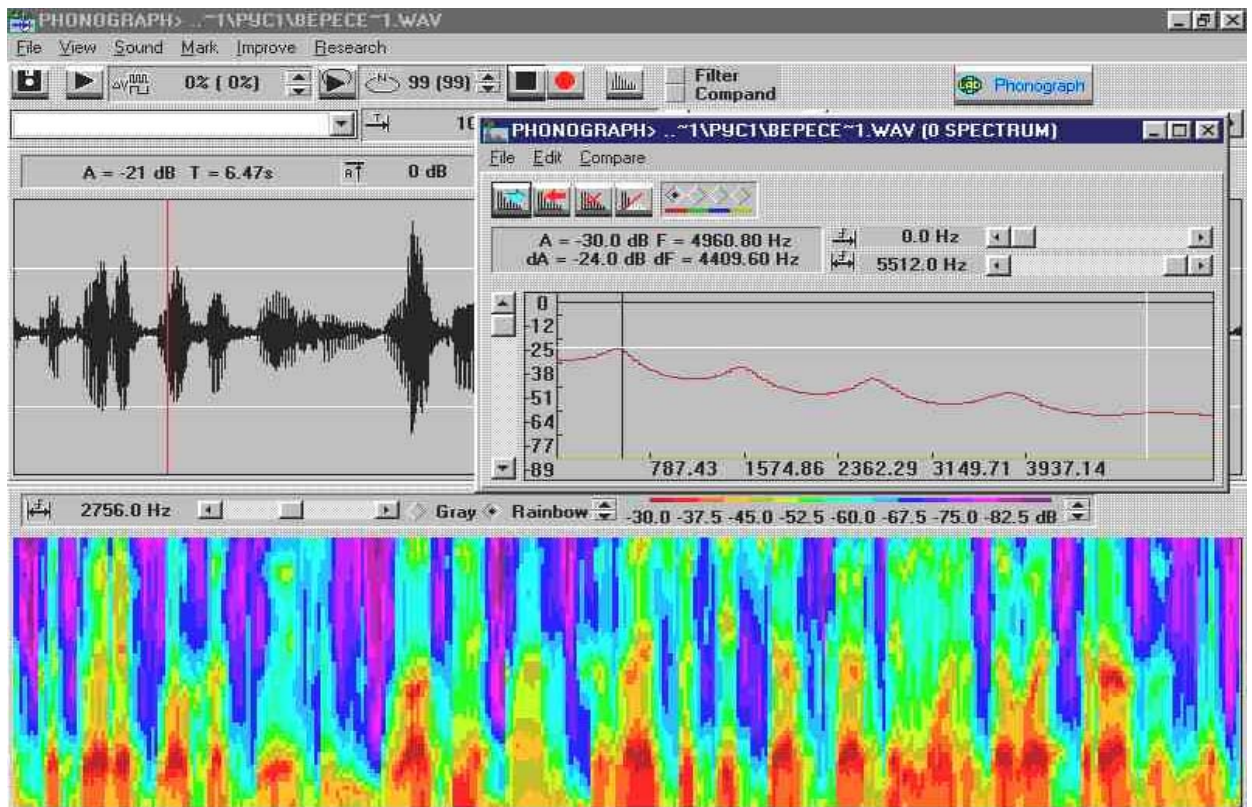 PHONOGRAPH> ..~1\РУС1\ВЕРЕСЕ~1.WAV
File View Sound Mark Improve Research
0% ( 0%) N 99 (99) Filter
Compand
Phonograph
T 10
A = -21 dB T = 6.47s A 0 dB
PHONOGRAPH> ..~1\РУС1\ВЕРЕСЕ~1.WAV (0 SPECTRUM)
File Edit Compare
A = -30.0 dB F = 4960.80 Hz F 0.0 Hz
dA = -24.0 dB dF = 4409.60 Hz F 5512.0 Hz
0
-12
-25
-38
-51
-64
-77
-89 787.43 1574.86 2362.29 3149.71 3937.14
F 2756.0 Hz Gray Rainbow -30.0 -37.5 -45.0 -52.5 -60.0 -67.5 -75.0 -82.5 dB